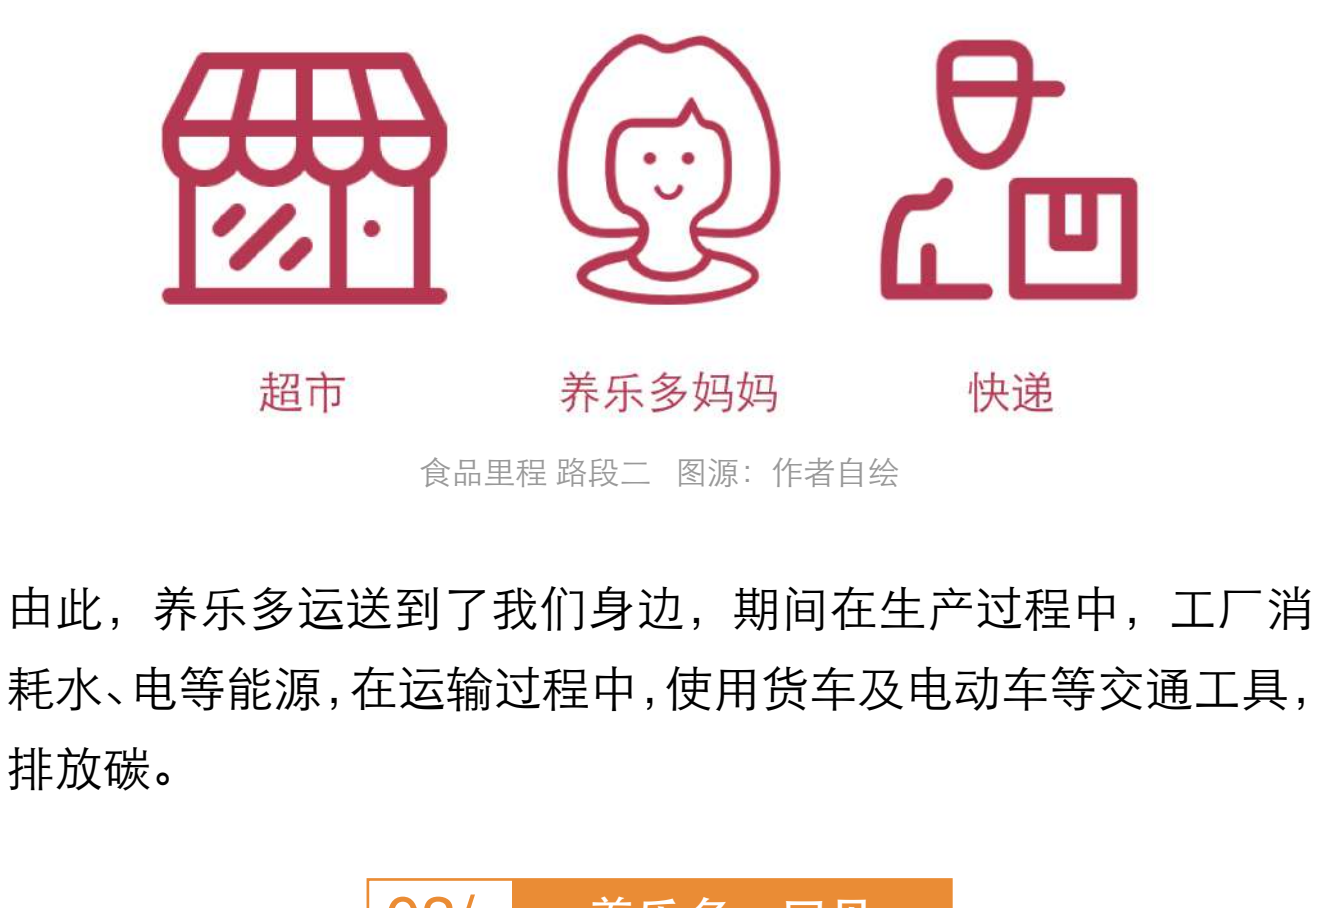 超市 养乐多妈妈 快递
食品里程 路段二 图源：作者自绘
由此，养乐多运送到了我们身边，期间在生产过程中，工厂消
耗水、电等能源，在运输过程中，使用货车及电动车等交通工具，
排放碳。